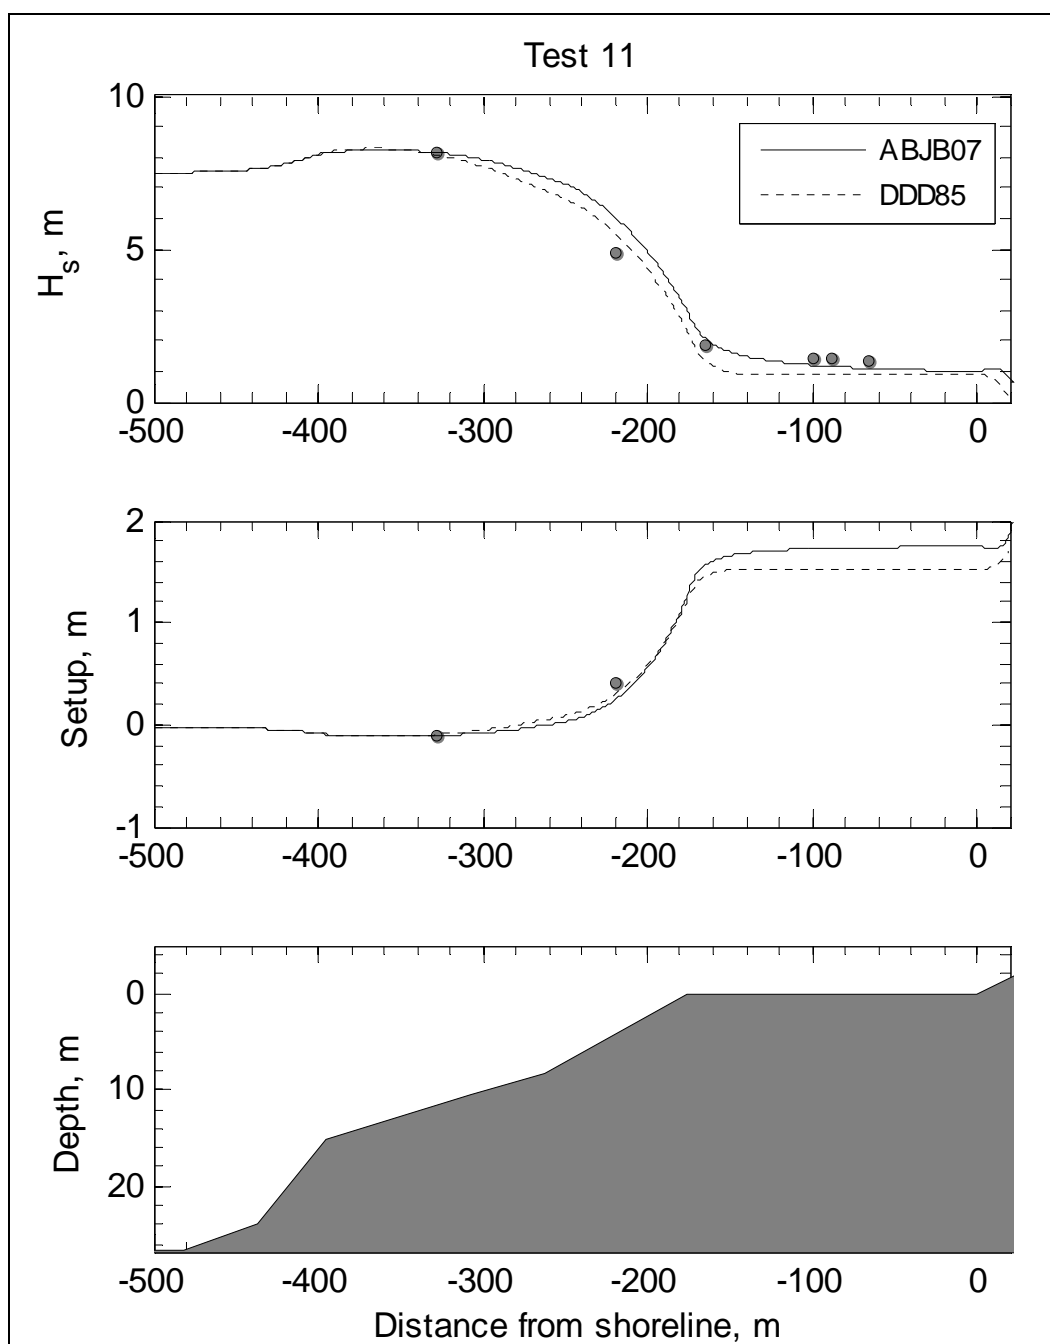 Test 11
10
5
0
H_s, m
ABJB07
DDD85
-500 -400 -300 -200 -100 0
2
1
0
-1
Setup, m
-500 -400 -300 -200 -100 0
0
10
20
Depth, m
-500 -400 -300 -200 -100 0
Distance from shoreline, m